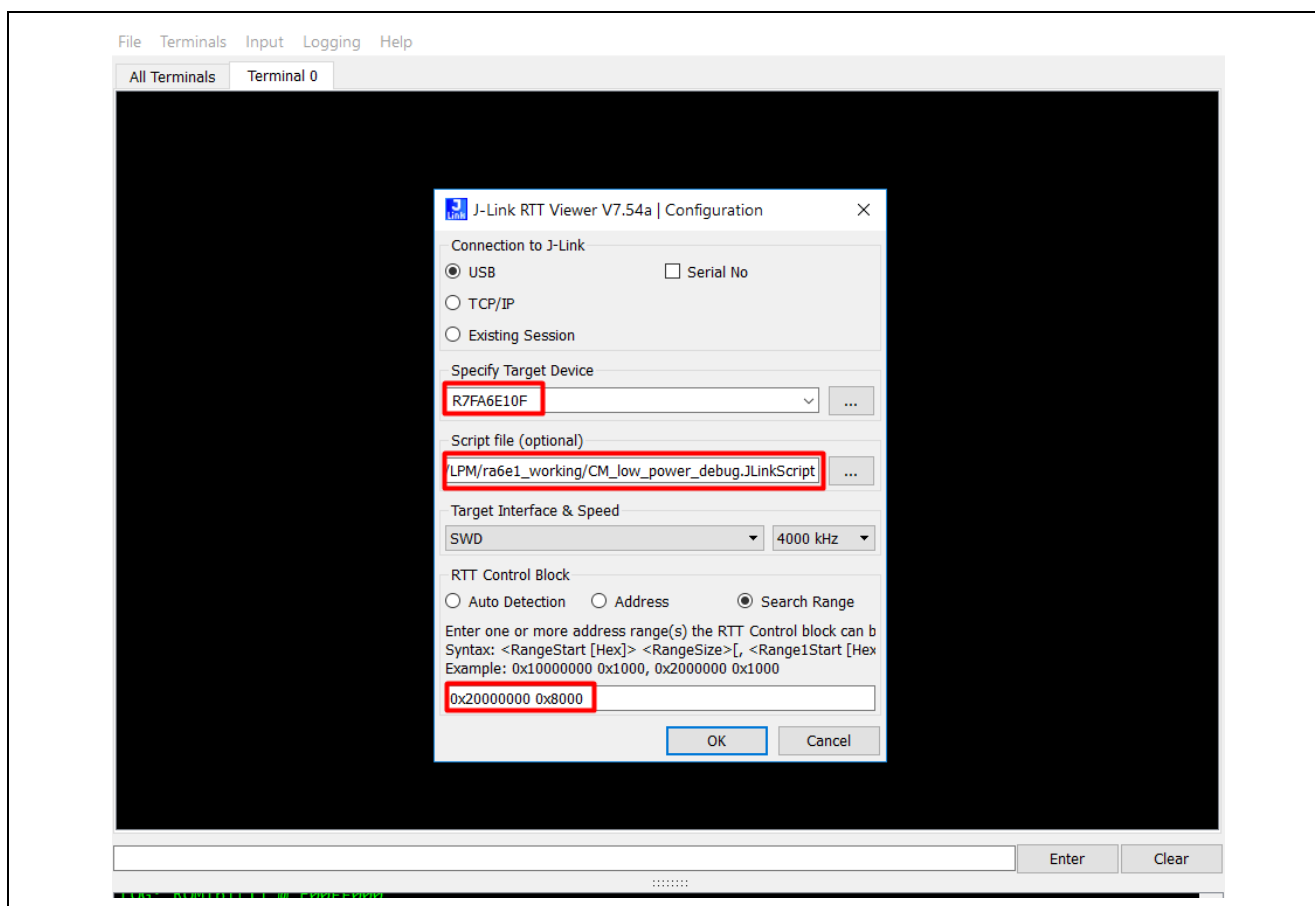 File Terminals Input Logging Help
All Terminals Terminal 0
J-Link RTT Viewer V7.54a | Configuration
Connection to J-Link
USB Serial No
TCP/IP
Existing Session
Specify Target Device
R7FA6E10F
...
Script file (optional)
/LPM/ra6e1_working/CM_low_power_debug.JLinkScript
...
Target Interface & Speed
SWD 4000 kHz
RTT Control Block
Auto Detection Address Search Range
Enter one or more address range(s) the RTT Control block can b
Syntax: <RangeStart [Hex]> <RangeSize>[, <Range1Start [Hex
Example: 0x10000000 0x1000, 0x2000000 0x1000
0x20000000 0x8000
OK Cancel
Enter Clear